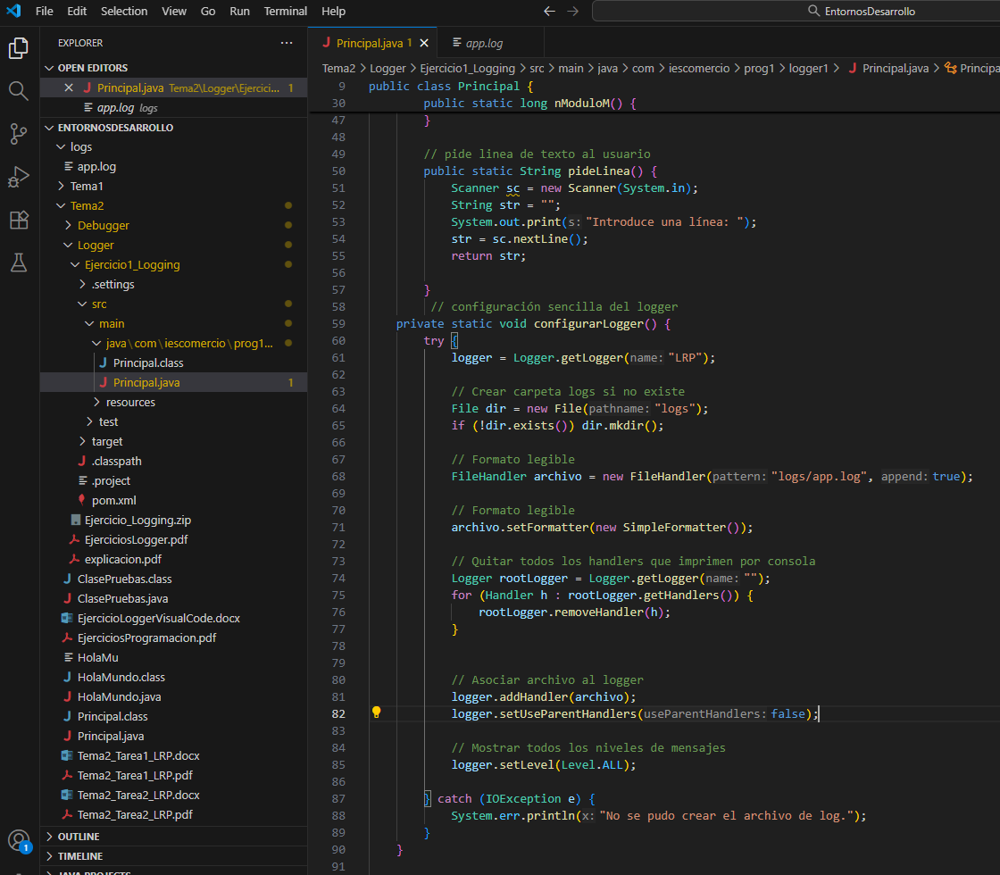 File Edit Selection View Go Run Terminal Help
EntornosDesarrollo
EXPLORER
OPEN EDITORS
Principal.java Tema2\Logger\Ejercici... 1
app.log logs
ENTORNOSDESARROLLO
logs
app.log
Tema1
Tema2
Debugger
Logger
Ejercicio1_Logging
.settings
src
main
java\com\iescomercio\prog1...
Principal.class
Principal.java 1
resources
test
target
.classpath
.project
pom.xml
Ejercicio_Logging.zip
EjerciciosLogger.pdf
explicacion.pdf
ClasePruebas.class
ClasePruebas.java
EjercicioLoggerVisualCode.docx
EjerciciosProgramacion.pdf
HolaMu
HolaMundo.class
HolaMundo.java
Principal.class
Principal.java
Tema2_Tarea1_LRP.docx
Tema2_Tarea1_LRP.pdf
Tema2_Tarea2_LRP.docx
Tema2_Tarea2_LRP.pdf
OUTLINE
TIMELINE
JAVA PROJECTS
1
Principal.java 1
app.log
Tema2 > Logger > Ejercicio1_Logging > src > main > java > com > iescomercio > prog1 > logger1 > Principal.java > Principa
9 public class Principal {
30 public static long nModuloM() {
47 }
48
49 // pide linea de texto al usuario
50 public static String pideLinea() {
51 Scanner sc = new Scanner(System.in);
52 String str = "";
53 System.out.print(s: "Introduce una línea: ");
54 str = sc.nextLine();
55 return str;
56
57 }
58 // configuración sencilla del logger
59 private static void configurarLogger() {
60 try {
61 logger = Logger.getLogger(name: "LRP");
62
63 // Crear carpeta logs si no existe
64 File dir = new File(pathname: "logs");
65 if (!dir.exists()) dir.mkdir();
66
67 // Formato legible
68 FileHandler archivo = new FileHandler(pattern: "logs/app.log", append: true);
69
70 // Formato legible
71 archivo.setFormatter(new SimpleFormatter());
72
73 // Quitar todos los handlers que imprimen por consola
74 Logger rootLogger = Logger.getLogger(name: "");
75 for (Handler h : rootLogger.getHandlers()) {
76 rootLogger.removeHandler(h);
77 }
78
79
80 // Asociar archivo al logger
81 logger.addHandler(archivo);
82 logger.setUseParentHandlers(useParentHandlers: false);
83
84 // Mostrar todos los niveles de mensajes
85 logger.setLevel(Level.ALL);
86
87 } catch (IOException e) {
88 System.err.println(x: "No se pudo crear el archivo de log.");
89 }
90 }
91